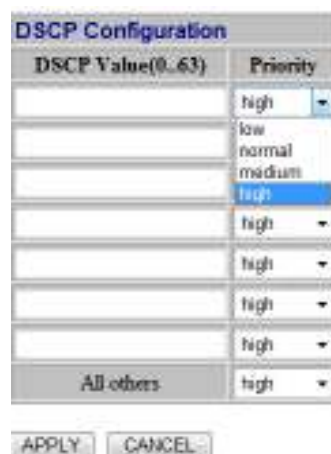 DSCP Configuration
DSCP Value(0..63) Priority
high
low
normal
medium
high
high
high
high
high
All others high
APPLY CANCEL